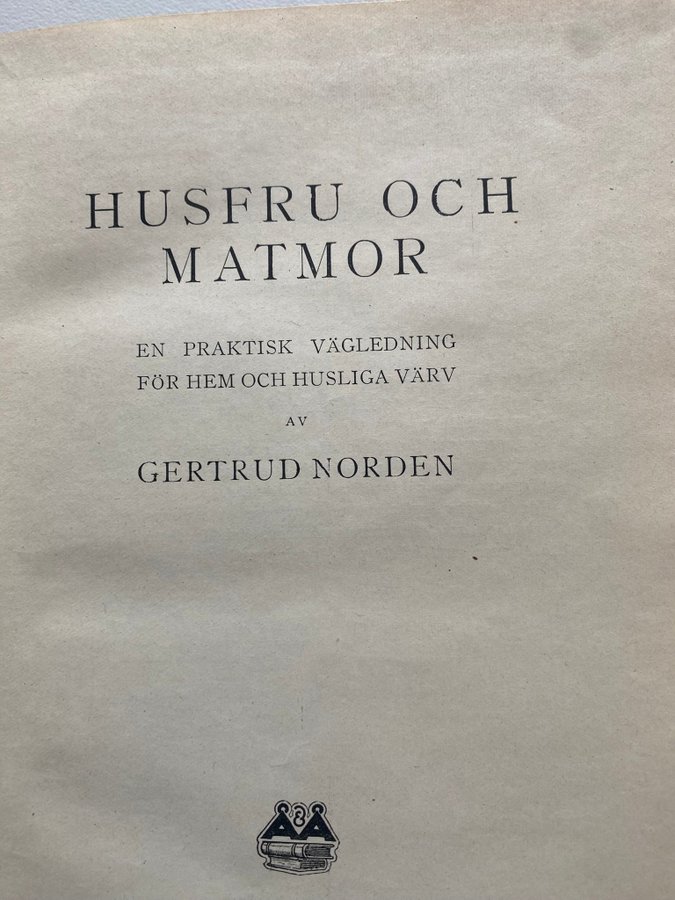 HUSFRU OCH
MATMOR
EN PRAKTISK VÄGLEDNING
FÖR HEM OCH HUSLIGA VÄRV
AV
GERTRUD NORDEN
Å & Å